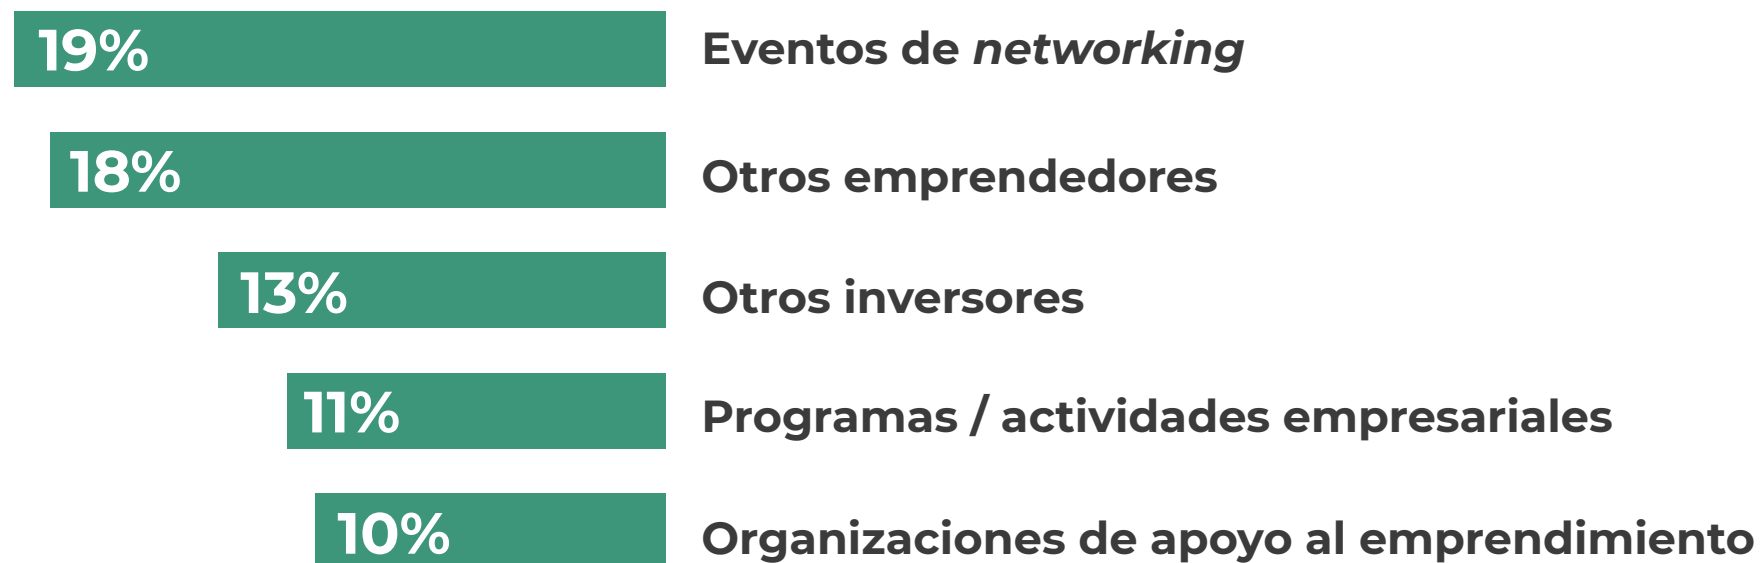 19% Eventos de networking
18% Otros emprendedores
13% Otros inversores
11% Programas / actividades empresariales
10% Organizaciones de apoyo al emprendimiento